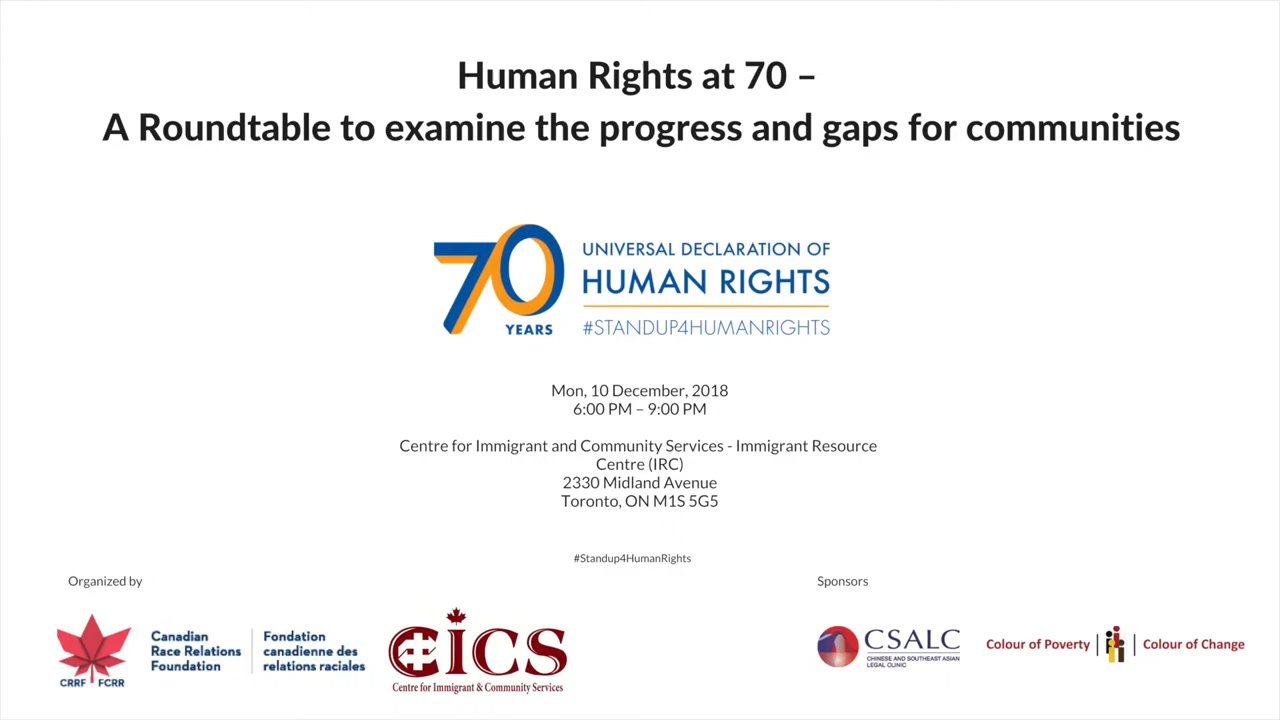 Human Rights at 70 –
A Roundtable to examine the progress and gaps for communities
70
YEARS
UNIVERSAL DECLARATION OF
HUMAN RIGHTS
#STANDUP4HUMANRIGHTS
Mon, 10 December, 2018
6:00 PM – 9:00 PM
Centre for Immigrant and Community Services - Immigrant Resource
Centre (IRC)
2330 Midland Avenue
Toronto, ON M1S 5G5
#Standup4HumanRights
Organized by
Sponsors
CRRF FCRR
Canadian
Race Relations
Foundation
Fondation
canadienne des
relations raciales
CICS
Centre for Immigrant & Community Services
CSALC
CHINESE AND SOUTHEAST ASIAN
LEGAL CLINIC
Colour of Poverty
Colour of Change